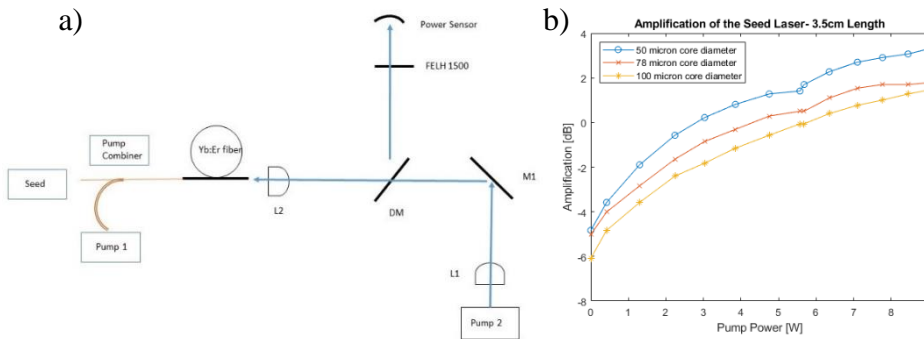 a)
Power Sensor
FELH 1500
Pump
Combiner
Yb:Er fiber
Seed
L2
DM
M1
Pump 1
L1
Pump 2
b)
Amplification of the Seed Laser- 3.5cm Length
50 micron core diameter
78 micron core diameter
100 micron core diameter
Amplification [dB]
4
2
0
-2
-4
-6
-8
0 1 2 3 4 5 6 7 8
Pump Power [W]